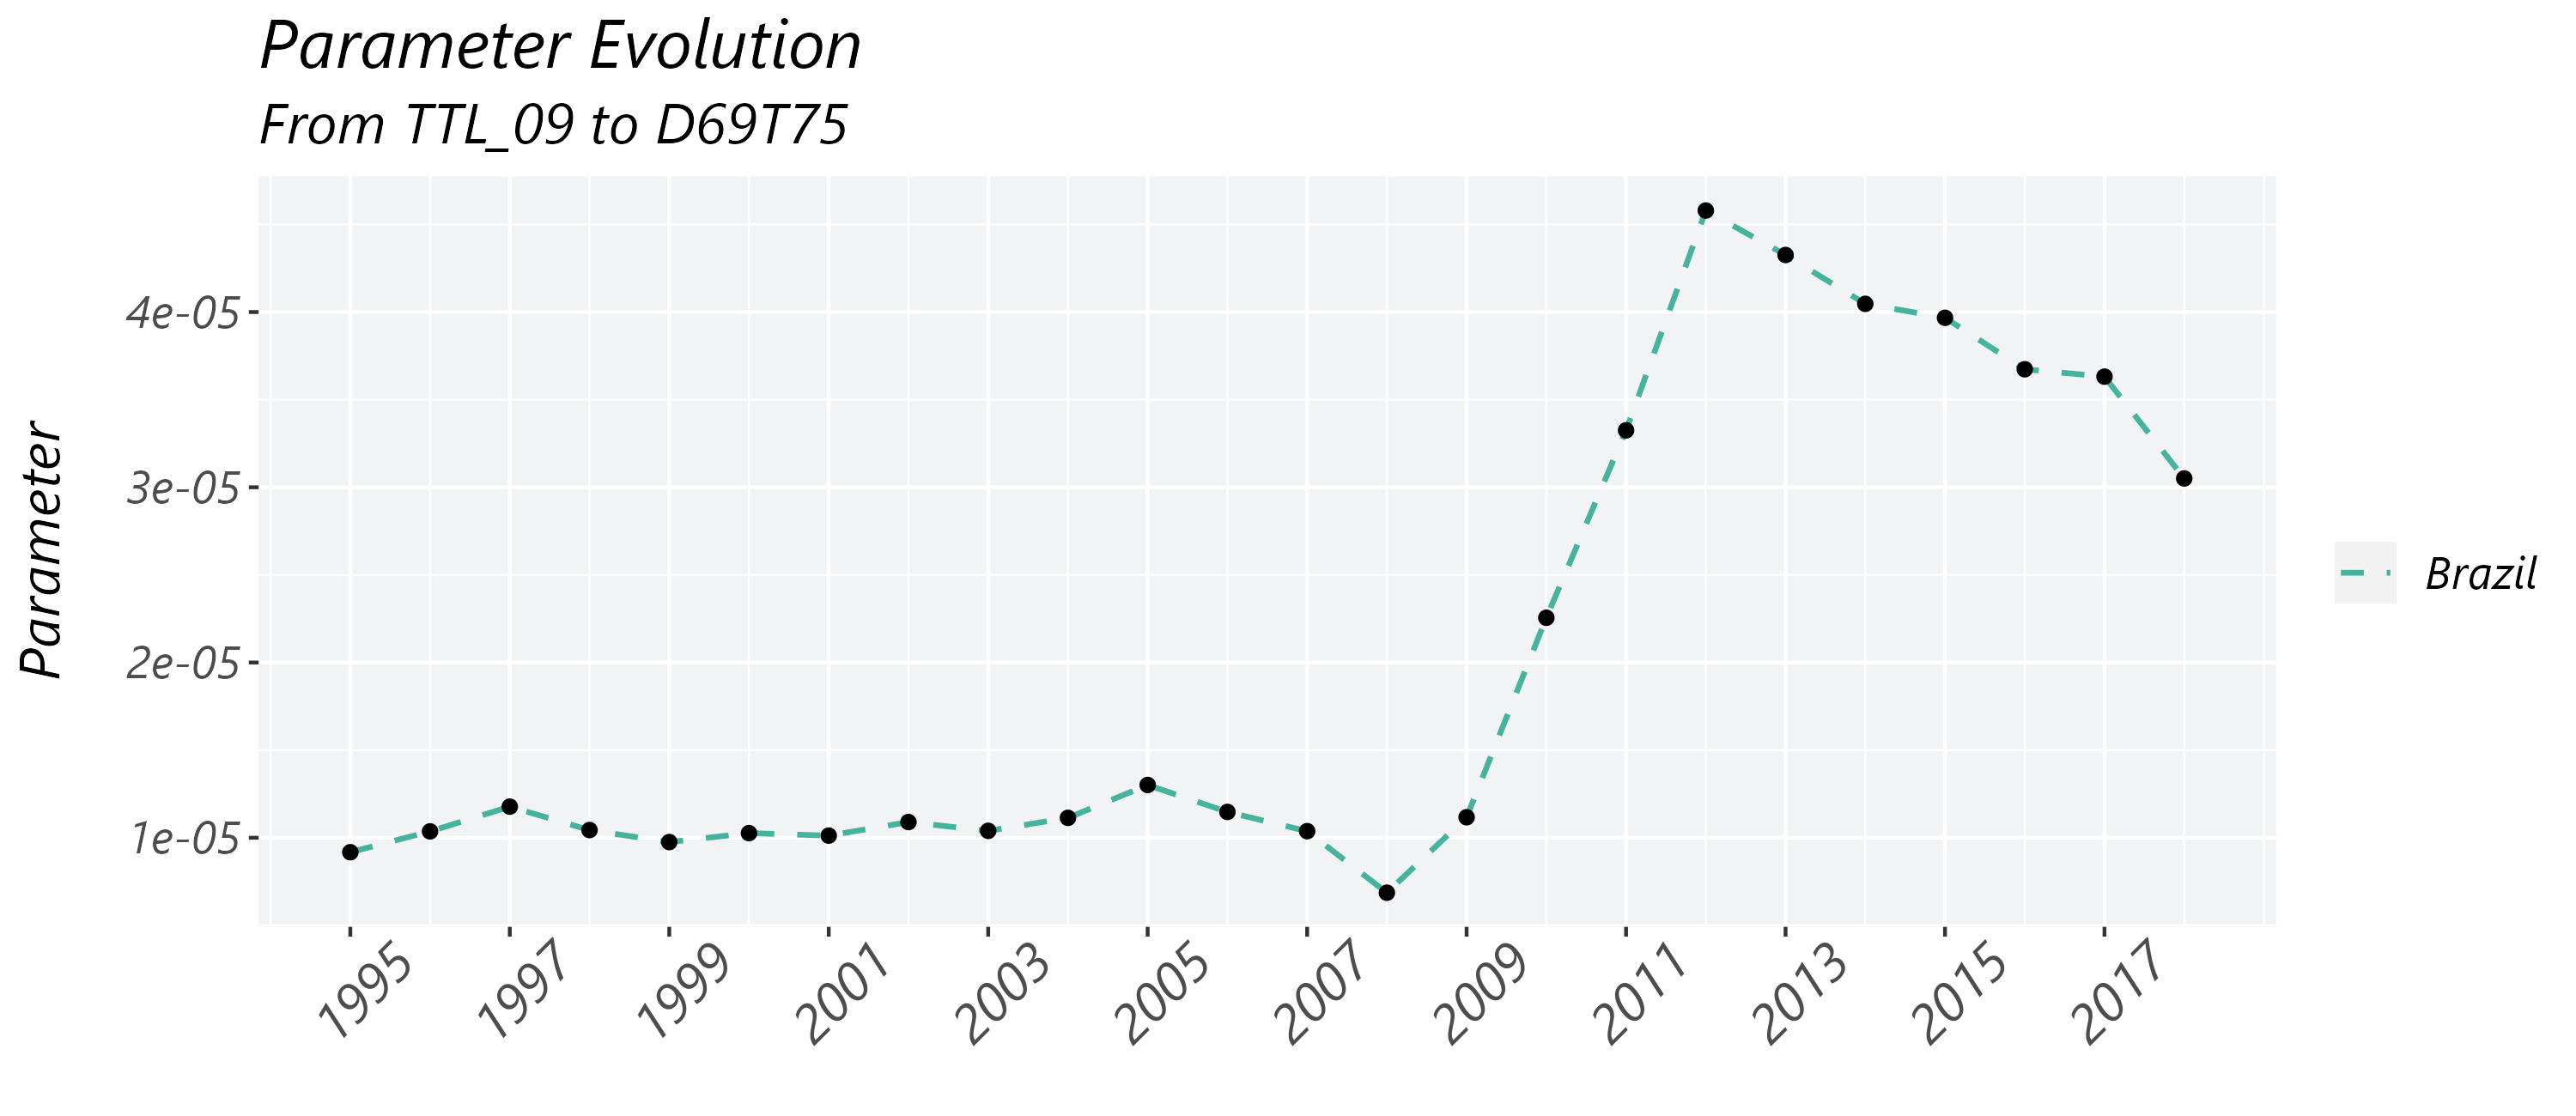 Parameter Evolution
From TTL_09 to D69T75
Parameter
4e-05
3e-05
2e-05
1e-05
1995
1997
1999
2001
2003
2005
2007
2009
2011
2013
2015
2017
Brazil